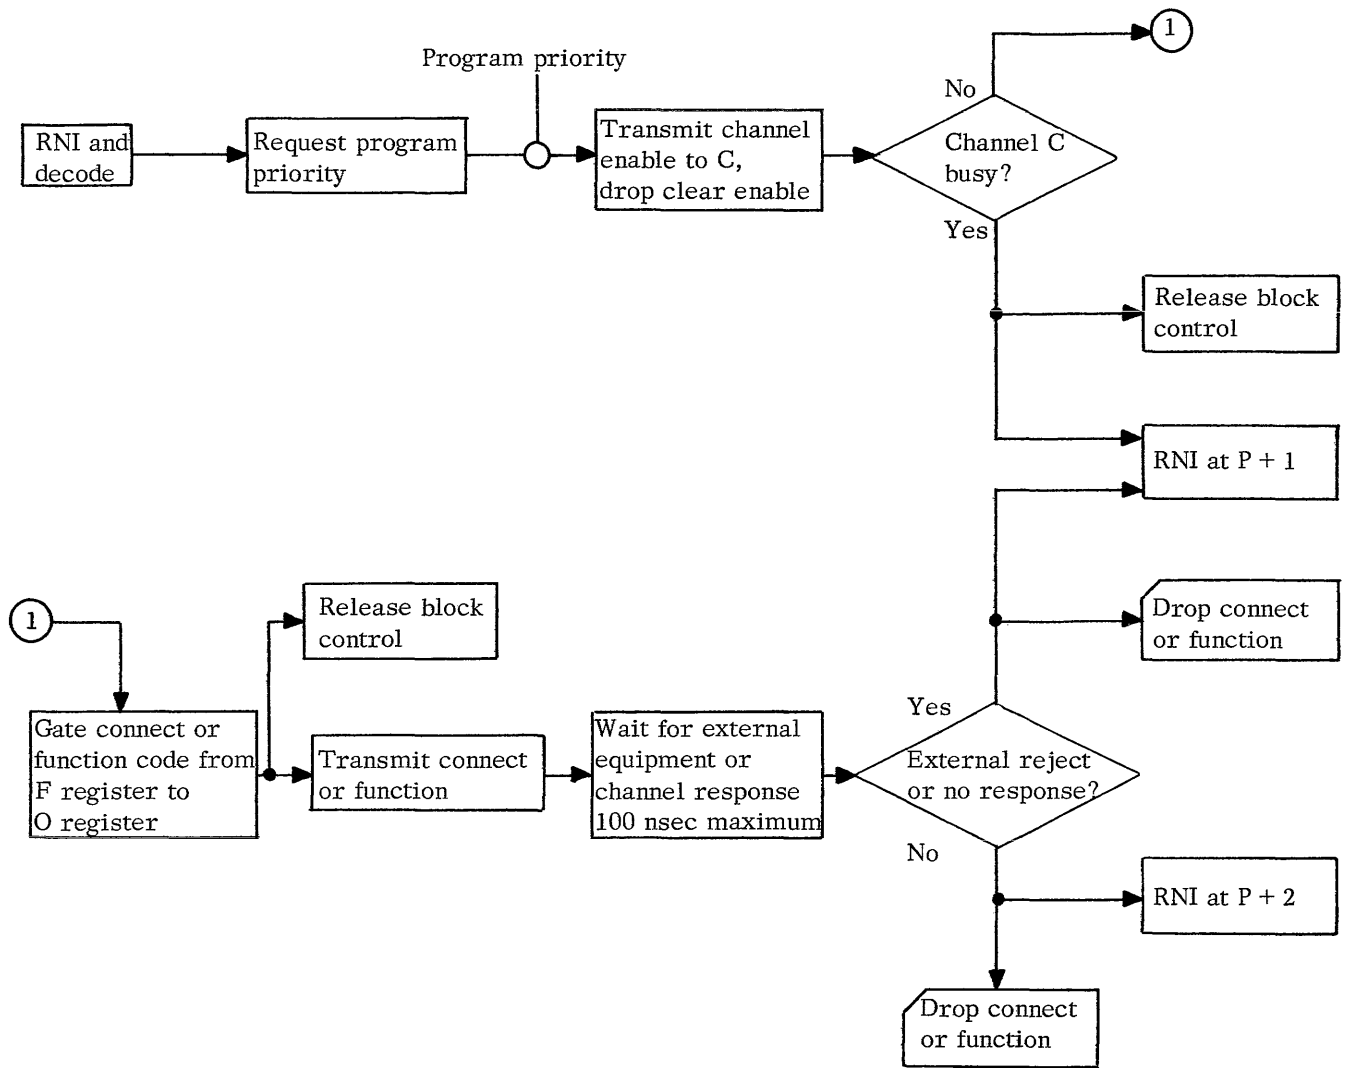 1
Program priority
No
RNI and
decode
Request program
priority
Transmit channel
enable to C,
drop clear enable
Channel C
busy?
Yes
Release block
control
RNI at P + 1
1
Release block
control
Drop connect
or function
Gate connect or
function code from
F register to
O register
Transmit connect
or function
Wait for external
equipment or
channel response
100 nsec maximum
Yes
External reject
or no response?
No
RNI at P + 2
Drop connect
or function